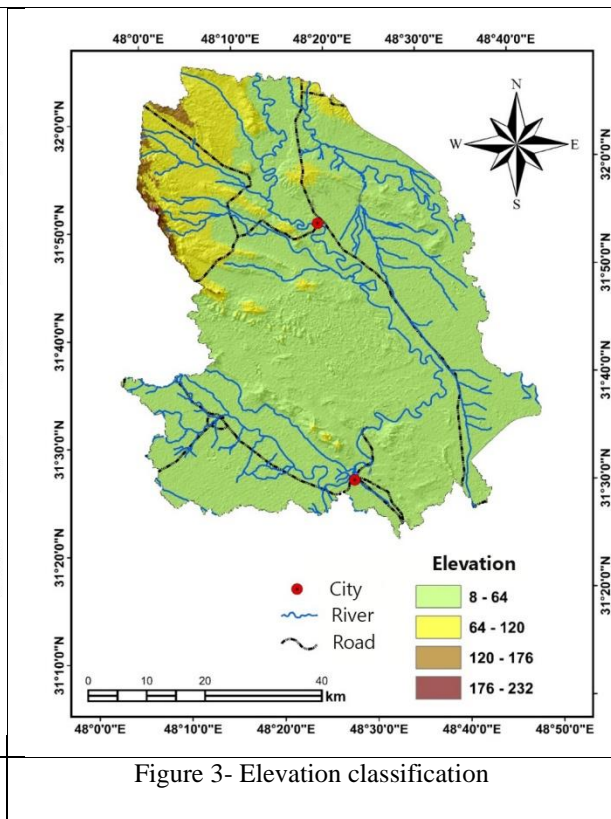 48°0'0"E 48°10'0"E 48°20'0"E 48°30'0"E 48°40'0"E
32°0'0"N
31°50'0"N
31°40'0"N
31°30'0"N
31°20'0"N
31°10'0"N
N
W E
S
32°0'0"N
31°50'0"N
31°40'0"N
31°30'0"N
31°20'0"N
City
River
Road
Elevation
8 - 64
64 - 120
120 - 176
176 - 232
0 10 20 40
km
48°0'0"E 48°10'0"E 48°20'0"E 48°30'0"E 48°40'0"E 48°50'0"E
Figure 3- Elevation classification